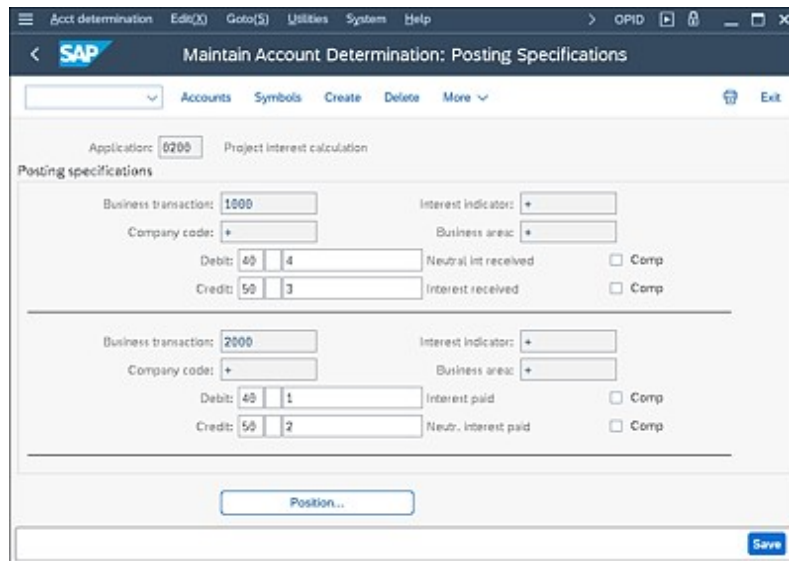 Acct determination Edit(X) Goto(S) Utilities System Help > OPID
< SAP Maintain Account Determination: Posting Specifications
Accounts Symbols Create Delete More Exit
Application: 0200 Project interest calculation
Posting specifications
Business transaction: 1000 Interest indicator: +
Company code: + Business area: +
Debit: 40 4 Neutral int received Comp
Credit: 50 3 Interest received Comp
Business transaction: 2000 Interest indicator: +
Company code: + Business area: +
Debit: 40 1 Interest paid Comp
Credit: 50 2 Neutr. interest paid Comp
Position...
Save